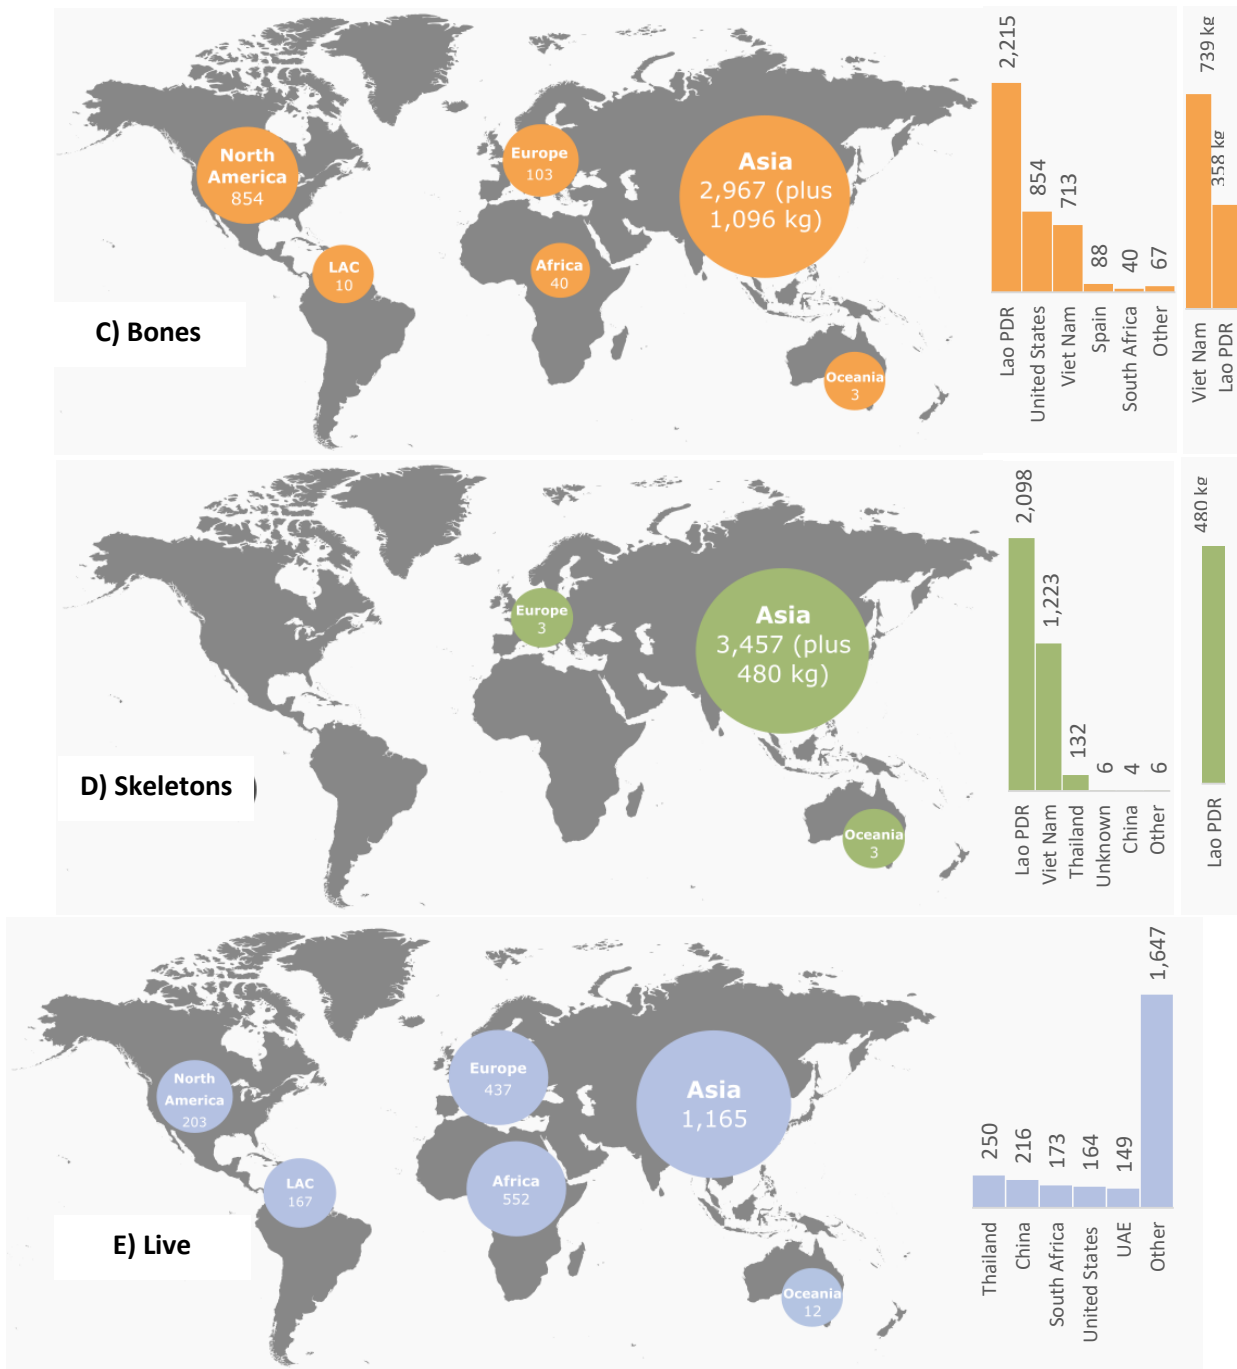 North
America
854
LAC
10
Europe
103
Africa
40
Asia
2,967 (plus
1,096 kg)
Oceania
3
C) Bones
2,215
854
713
88
40
67
Lao PDR
United States
Viet Nam
Spain
South Africa
Other
739 kg
358 kg
Viet Nam
Lao PDR
Europe
3
Asia
3,457 (plus
480 kg)
Oceania
3
D) Skeletons
2,098
1,223
132
6
4
6
Lao PDR
Viet Nam
Thailand
Unknown
China
Other
480 kg
Lao PDR
North
America
203
LAC
167
Europe
437
Africa
552
Asia
1,165
Oceania
12
E) Live
250
216
173
164
149
1,647
Thailand
China
South Africa
United States
UAE
Other